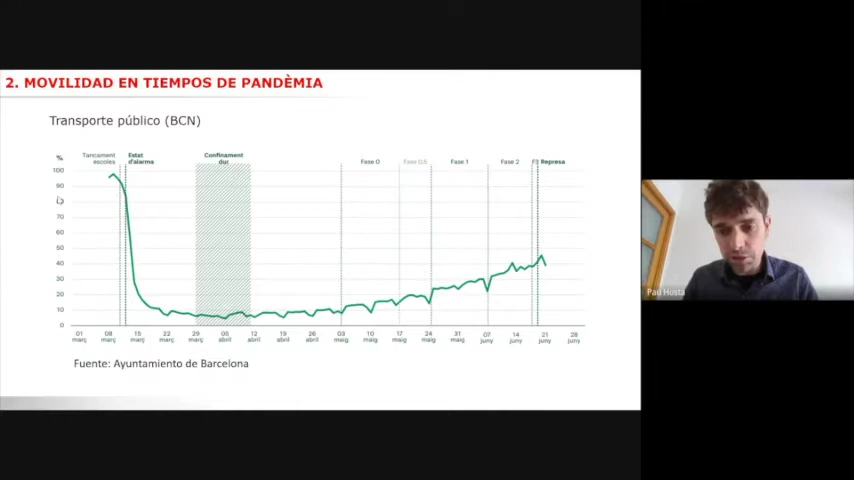 2. MOVILIDAD EN TIEMPOS DE PANDÈMIA
Transporte público (BCN)
Tancament escoles
Estat d'alarma
Confinament dur
Fase 0
Fase 0.5
Fase 1
Fase 2
Represa
%
100
90
70
60
50
40
30
20
10
0
01 març
08 març
15 març
22 març
29 març
05 abril
12 abril
19 abril
26 abril
03 maig
10 maig
17 maig
24 maig
31 maig
07 juny
14 juny
21 juny
28 juny
Fuente: Ayuntamiento de Barcelona
Pau Hosta